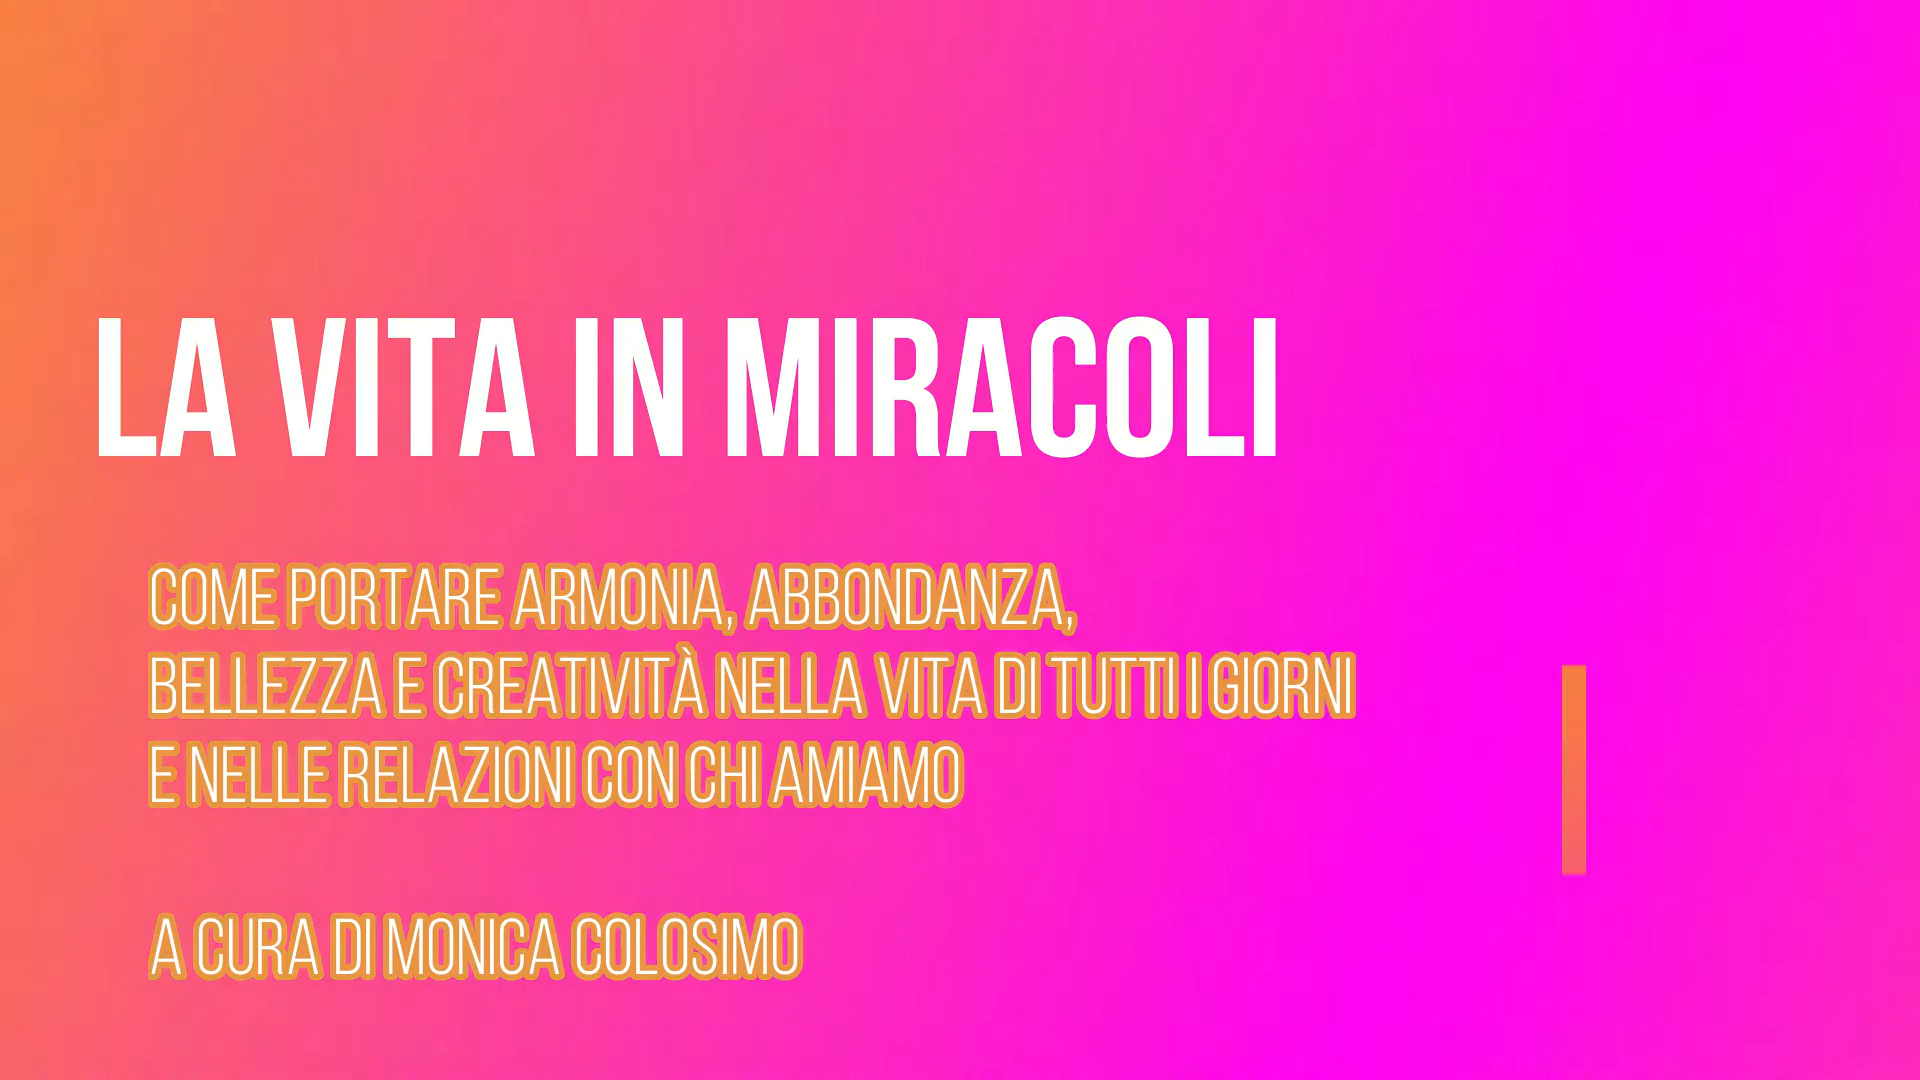 LA VITA IN MIRACOLI
COME PORTARE ARMONIA, ABBONDANZA,
BELLEZZA E CREATIVITÀ NELLA VITA DI TUTTI I GIORNI
E NELLE RELAZIONI CON CHI AMIAMO
A CURA DI MONICA COLOSIMO